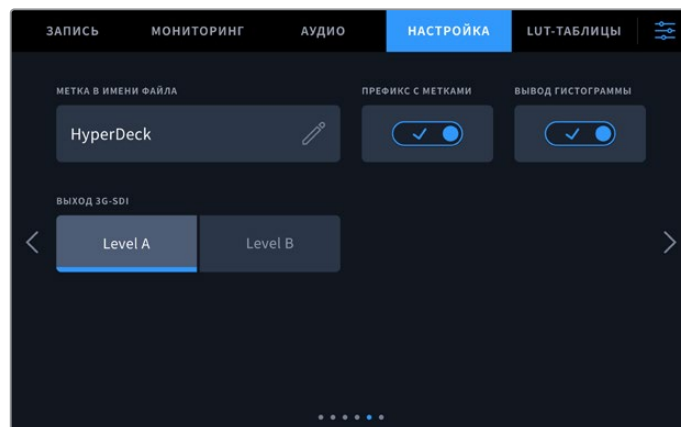 ЗАПИСЬ МОНИТОРИНГ АУДИО НАСТРОЙКА LUT-ТАБЛИЦЫ
МЕТКА В ИМЕНИ ФАЙЛА ПРЕФИКС С МЕТКАМИ ВЫВОД ГИСТОГРАММЫ
HyperDeck
ВЫХОД 3G-SDI
Level A Level B